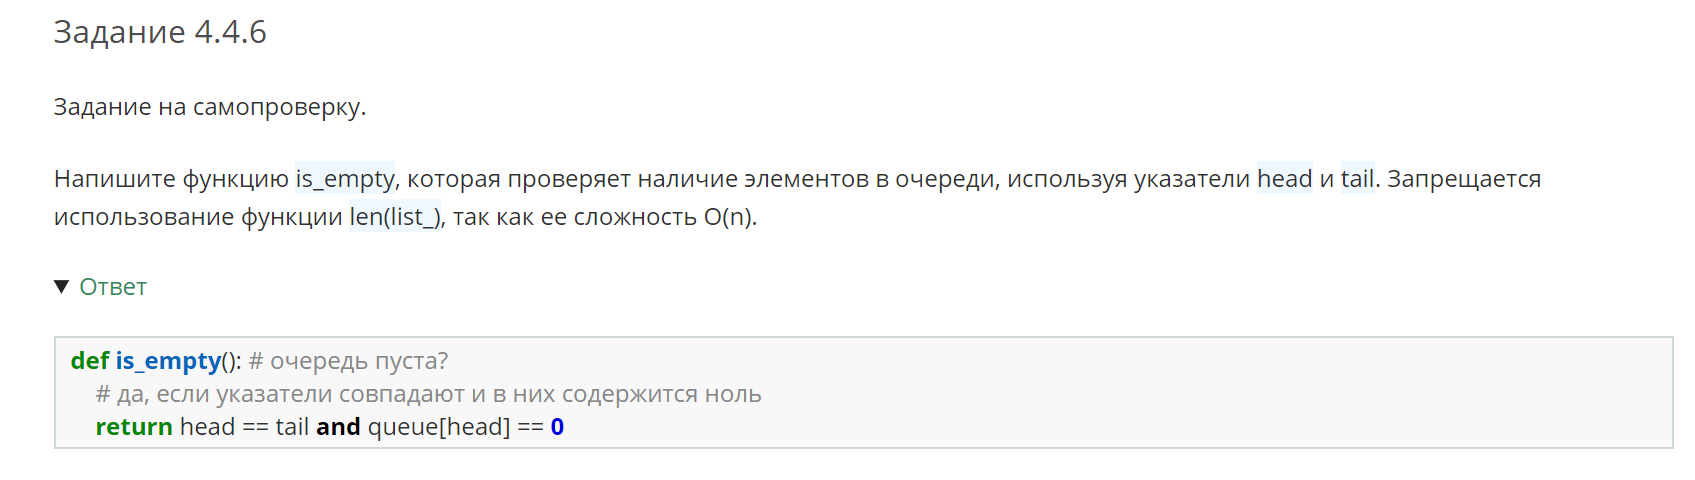 Задание 4.4.6
Задание на самопроверку.
Напишите функцию is_empty, которая проверяет наличие элементов в очереди, используя указатели head и tail. Запрещается
использование функции len(list_), так как ее сложность O(n).
▼ Ответ
def is_empty(): # очередь пуста?
    # да, если указатели совпадают и в них содержится ноль
    return head == tail and queue[head] == 0